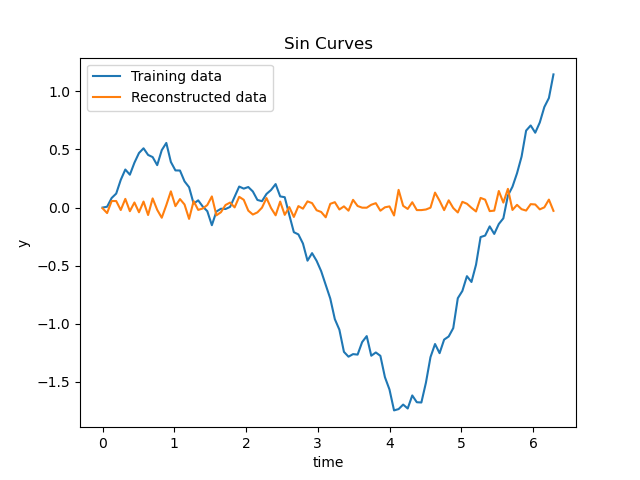 Sin Curves
Training data
Reconstructed data
1.0
0.5
0.0
−0.5
−1.0
−1.5
y
0 1 2 3 4 5 6
time